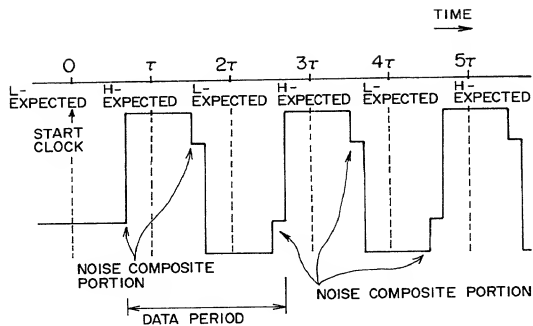 TIME
0 τ 2τ 3τ 4τ 5τ
L- H- L- H- L- H-
EXPECTED EXPECTED EXPECTED EXPECTED EXPECTED EXPECTED
START
CLOCK
NOISE COMPOSITE
PORTION
NOISE COMPOSITE PORTION
DATA PERIOD